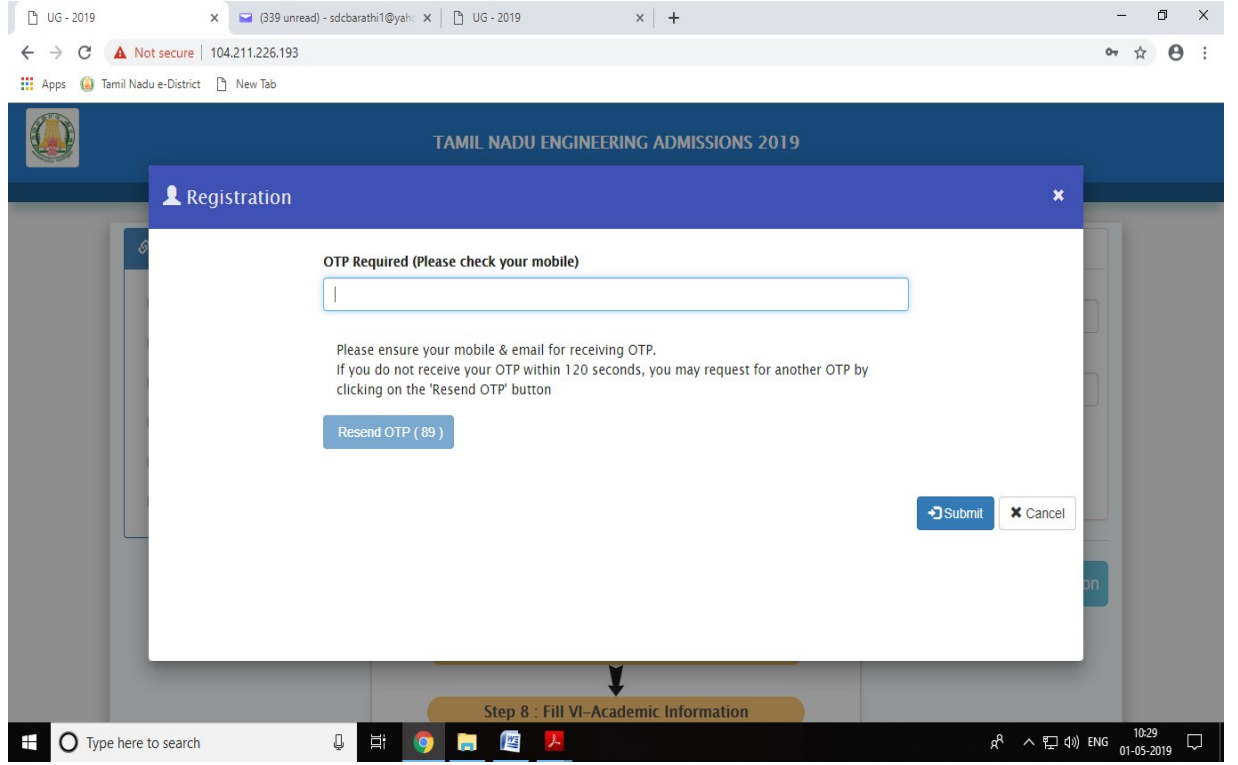 UG - 2019
(339 unread) - sdcbarathi1@yah
UG - 2019
Not secure | 104.211.226.193
Apps Tamil Nadu e-District New Tab
TAMIL NADU ENGINEERING ADMISSIONS 2019
Registration
OTP Required (Please check your mobile)
Please ensure your mobile & email for receiving OTP.
If you do not receive your OTP within 120 seconds, you may request for another OTP by
clicking on the 'Resend OTP' button
Resend OTP ( 89 )
Submit Cancel
on
Step 8 : Fill VI-Academic Information
Type here to search
ENG
10:29
01-05-2019